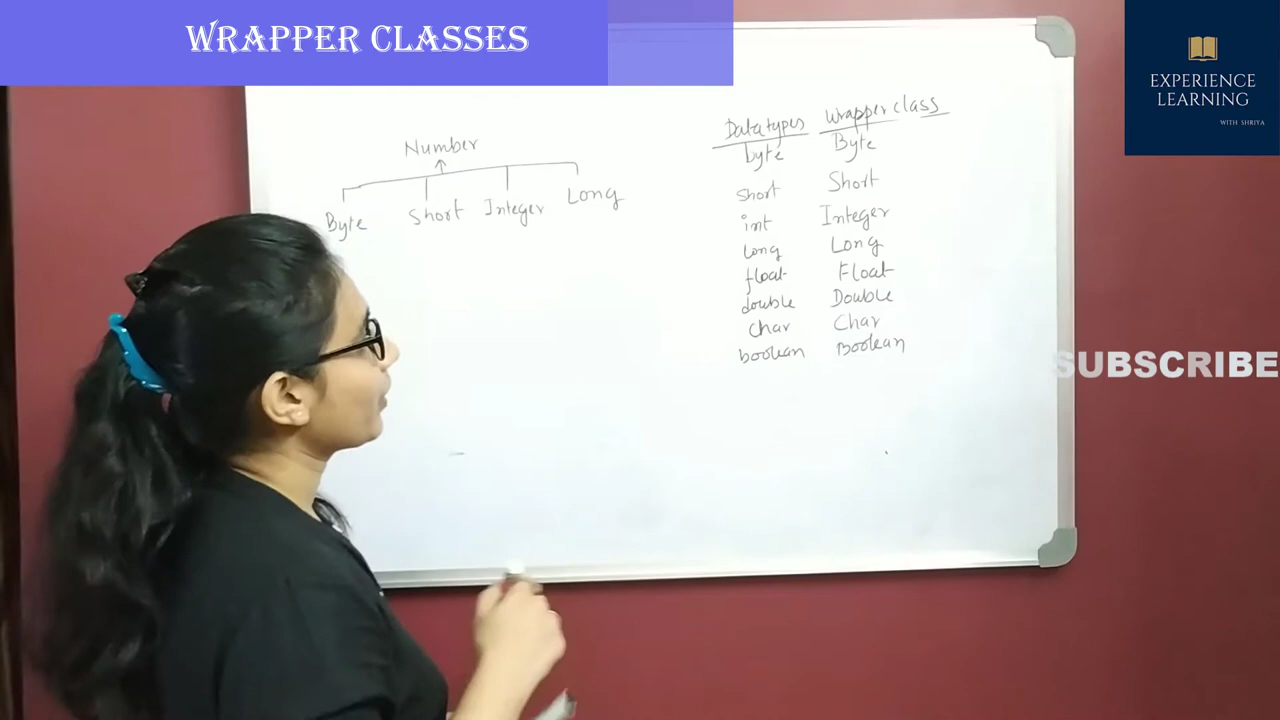 WRAPPER CLASSES
EXPERIENCE
LEARNING
WITH SHRIYA
Number
Byte Short Integer Long
Datatypes Wrapper class
byte Byte
short Short
int Integer
long Long
float Float
double Double
char Char
boolean Boolean
SUBSCRIBE